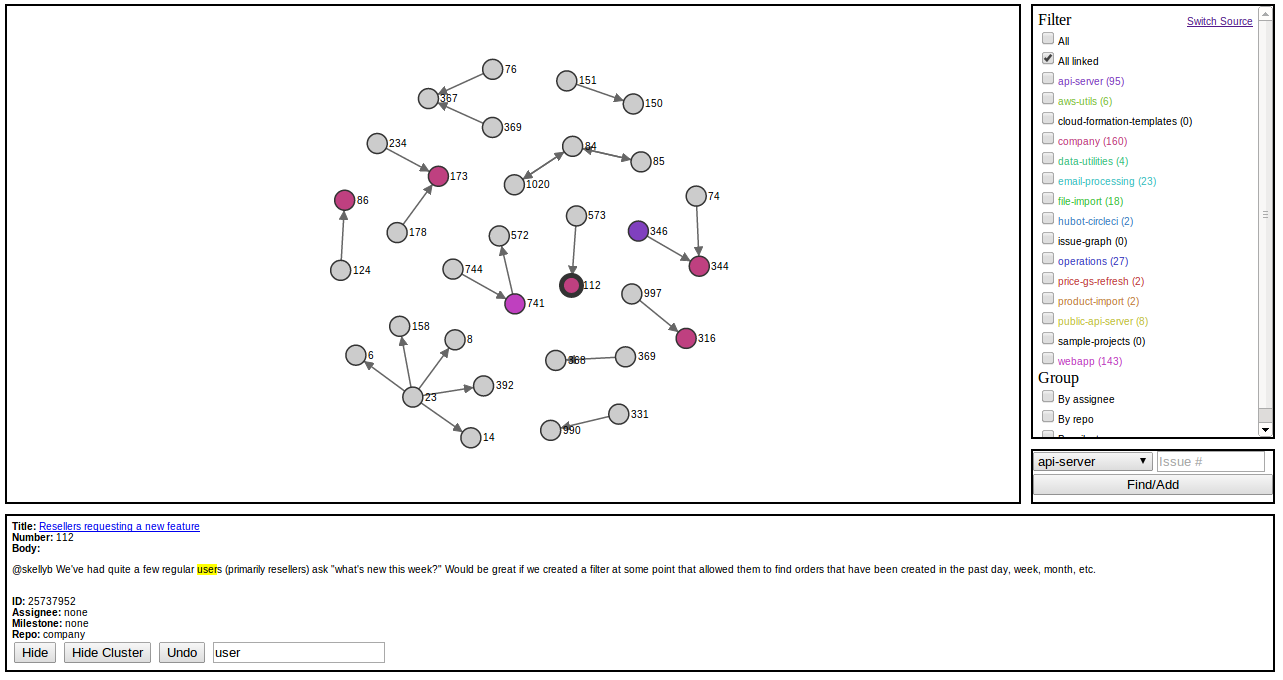 76
151
367
150
369
234
84
85
173
1020
86
74
573
178
346
572
344
124
744
112
997
741
158
316
8
6
368
369
392
23
331
14
990
Filter
Switch Source
All
All linked
api-server (95)
aws-utils (6)
cloud-formation-templates (0)
company (160)
data-utilities (4)
email-processing (23)
file-import (18)
hubot-circleci (2)
issue-graph (0)
operations (27)
price-gs-refresh (2)
product-import (2)
public-api-server (8)
sample-projects (0)
webapp (143)
Group
By assignee
By repo
api-server
Issue #
Find/Add
Title: Resellers requesting a new feature
Number: 112
Body:
@skellyb We've had quite a few regular users (primarily resellers) ask "what's new this week?" Would be great if we created a filter at some point that allowed them to find orders that have been created in the past day, week, month, etc.
ID: 25737952
Assignee: none
Milestone: none
Repo: company
Hide Hide Cluster Undo user